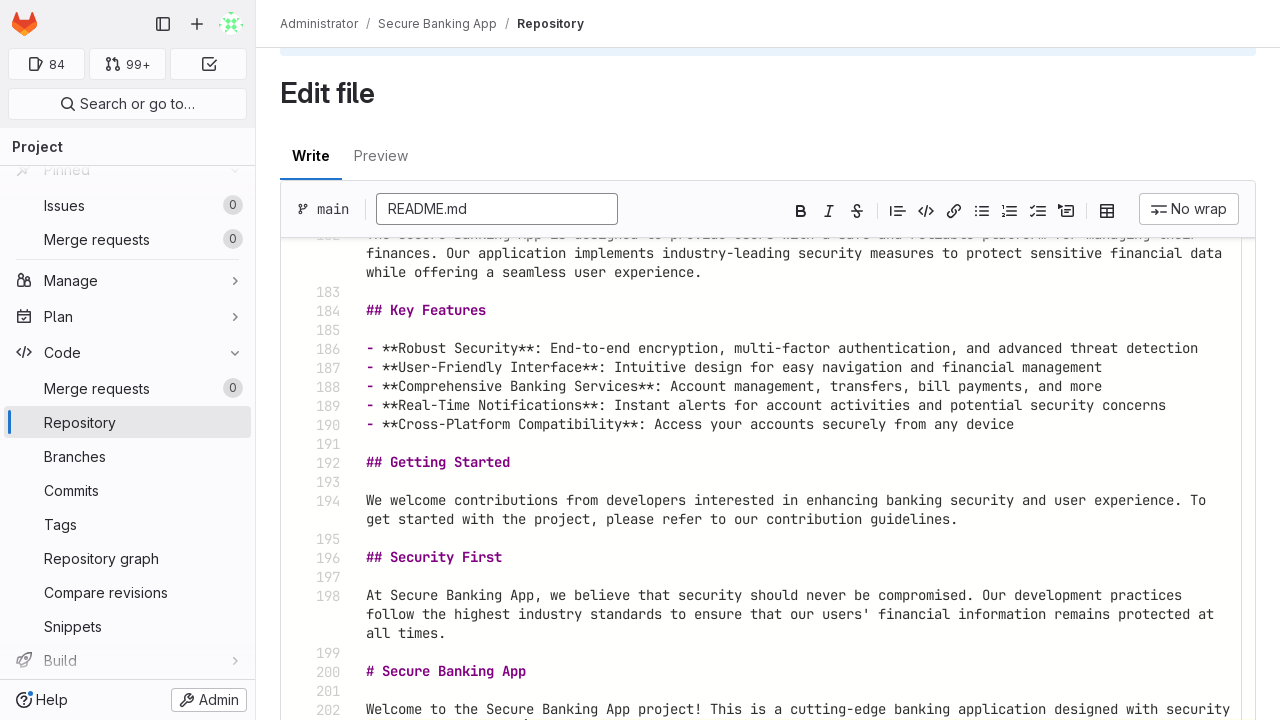 84
99+
Search or go to…
Project
Pinned
Issues
0
Merge requests
0
Manage
Plan
Code
Merge requests
0
Repository
Branches
Commits
Tags
Repository graph
Compare revisions
Snippets
Build
Help
Admin
Administrator / Secure Banking App / Repository
Edit file
Write
Preview
main
README.md
No wrap
finances. Our application implements industry-leading security measures to protect sensitive financial data
while offering a seamless user experience.
183
184 ## Key Features
185
186 - **Robust Security**: End-to-end encryption, multi-factor authentication, and advanced threat detection
187 - **User-Friendly Interface**: Intuitive design for easy navigation and financial management
188 - **Comprehensive Banking Services**: Account management, transfers, bill payments, and more
189 - **Real-Time Notifications**: Instant alerts for account activities and potential security concerns
190 - **Cross-Platform Compatibility**: Access your accounts securely from any device
191
192 ## Getting Started
193
194 We welcome contributions from developers interested in enhancing banking security and user experience. To
get started with the project, please refer to our contribution guidelines.
195
196 ## Security First
197
198 At Secure Banking App, we believe that security should never be compromised. Our development practices
follow the highest industry standards to ensure that our users' financial information remains protected at
all times.
199
200 # Secure Banking App
201
202 Welcome to the Secure Banking App project! This is a cutting-edge banking application designed with security